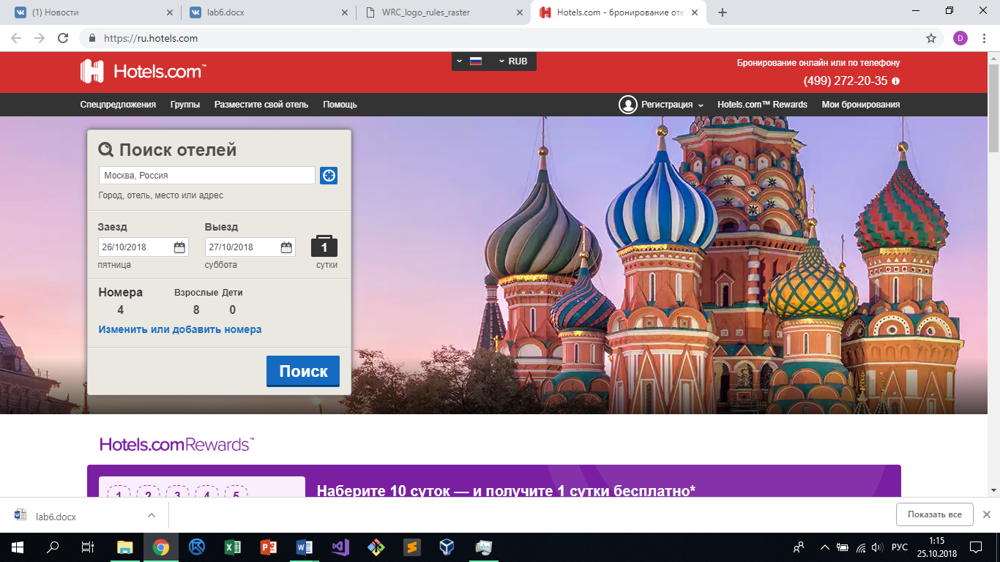 (1) Новости
lab6.docx
WRC_logo_rules_raster
Hotels.com - бронирование оте
https://ru.hotels.com
D
Hotels.com™
RUB
Бронирование онлайн или по телефону
(499) 272-20-35
Спецпредложения Группы Разместите свой отель Помощь
Регистрация Hotels.com™ Rewards Мои бронирования
Поиск отелей
Москва, Россия
Город, отель, место или адрес
Заезд Выезд
26/10/2018 27/10/2018 1
пятница суббота сутки
Номера Взрослые Дети
4 8 0
Изменить или добавить номера
Поиск
Hotels.com Rewards™
1 2 3 4 5
Наберите 10 суток — и получите 1 сутки бесплатно*
lab6.docx
Показать все
РУС
1:15
25.10.2018